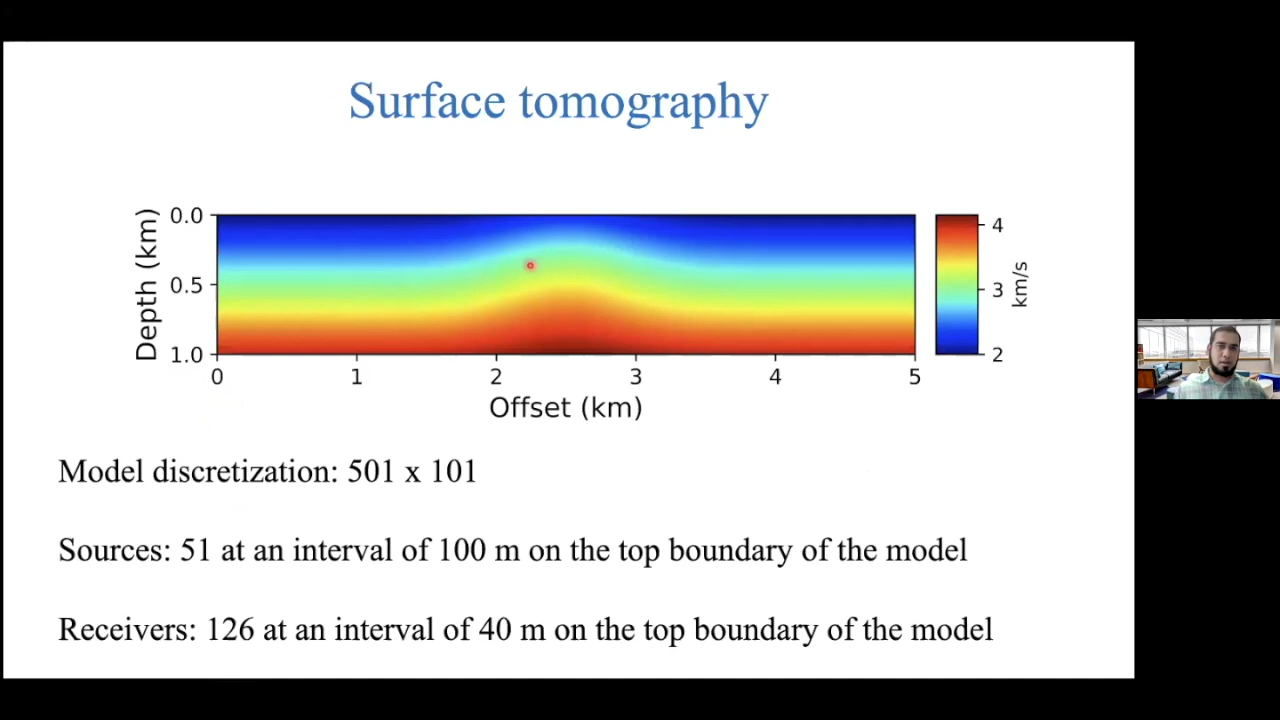 Surface tomography
Depth (km)
0.0
0.5
1.0
0 1 2 3 4 5
Offset (km)
4
3
2
km/s
Model discretization: 501 x 101
Sources: 51 at an interval of 100 m on the top boundary of the model
Receivers: 126 at an interval of 40 m on the top boundary of the model